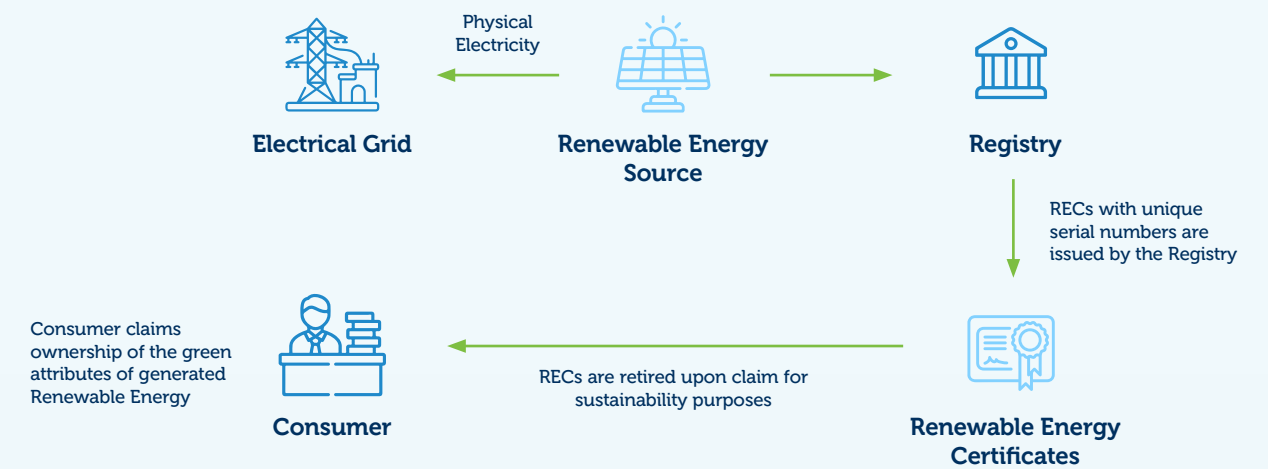 Physical
Electricity
Electrical Grid
Renewable Energy
Source
Registry
RECs with unique
serial numbers are
issued by the Registry
Consumer claims
ownership of the green
attributes of generated
Renewable Energy
Consumer
RECs are retired upon claim for
sustainability purposes
Renewable Energy
Certificates